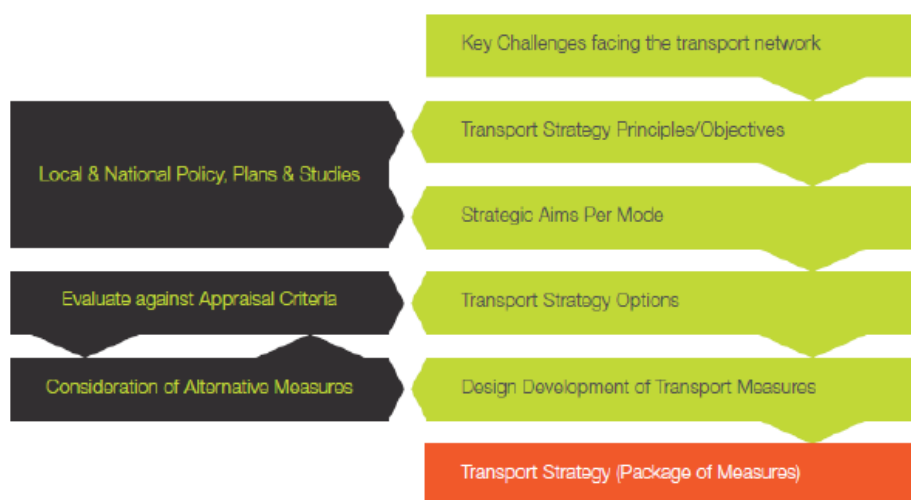 Key Challenges facing the transport network
Transport Strategy Principles/Objectives
Local & National Policy, Plans & Studies
Strategic Aims Per Mode
Evaluate against Appraisal Criteria
Transport Strategy Options
Consideration of Alternative Measures
Design Development of Transport Measures
Transport Strategy (Package of Measures)